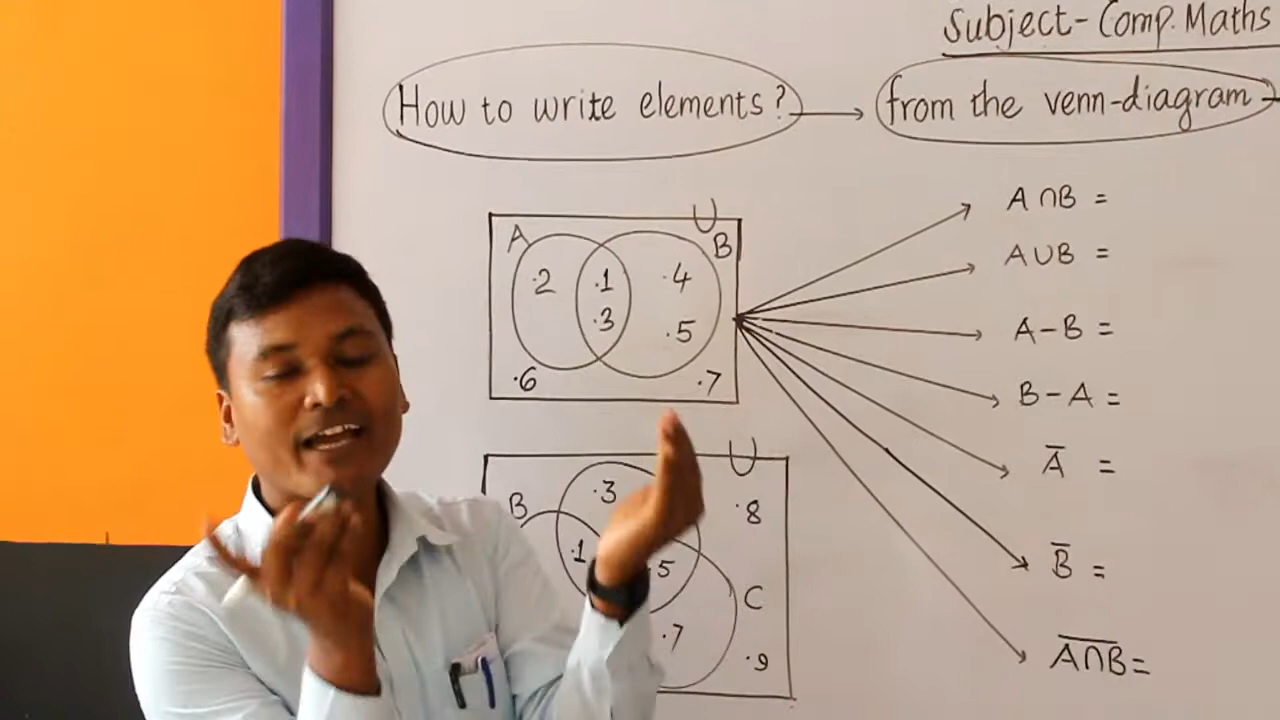 Subject- Comp. Maths
How to write elements? → from the venn-diagram →
U
A B
.2 .1 .4
.3 .5
.6 .7
A∩B =
A∪B =
A-B =
B-A =
A̅ =
B̅ =
A̅∩̅B̅ =
U
.3
B .8
.1 .5
C
.7
.9